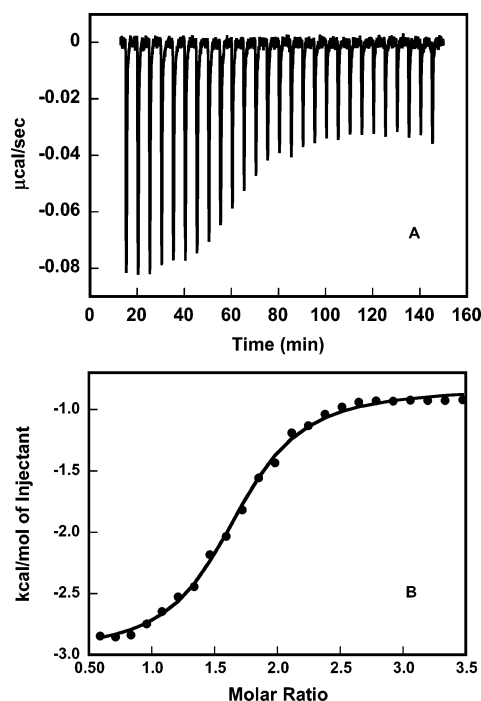 0
-0.02
-0.04
-0.06
-0.08
μcal/sec
A
0 20 40 60 80 100 120 140 160
Time (min)
-1.0
-1.5
-2.0
-2.5
-3.0
kcal/mol of Injectant
B
0.50 1.0 1.5 2.0 2.5 3.0 3.5
Molar Ratio